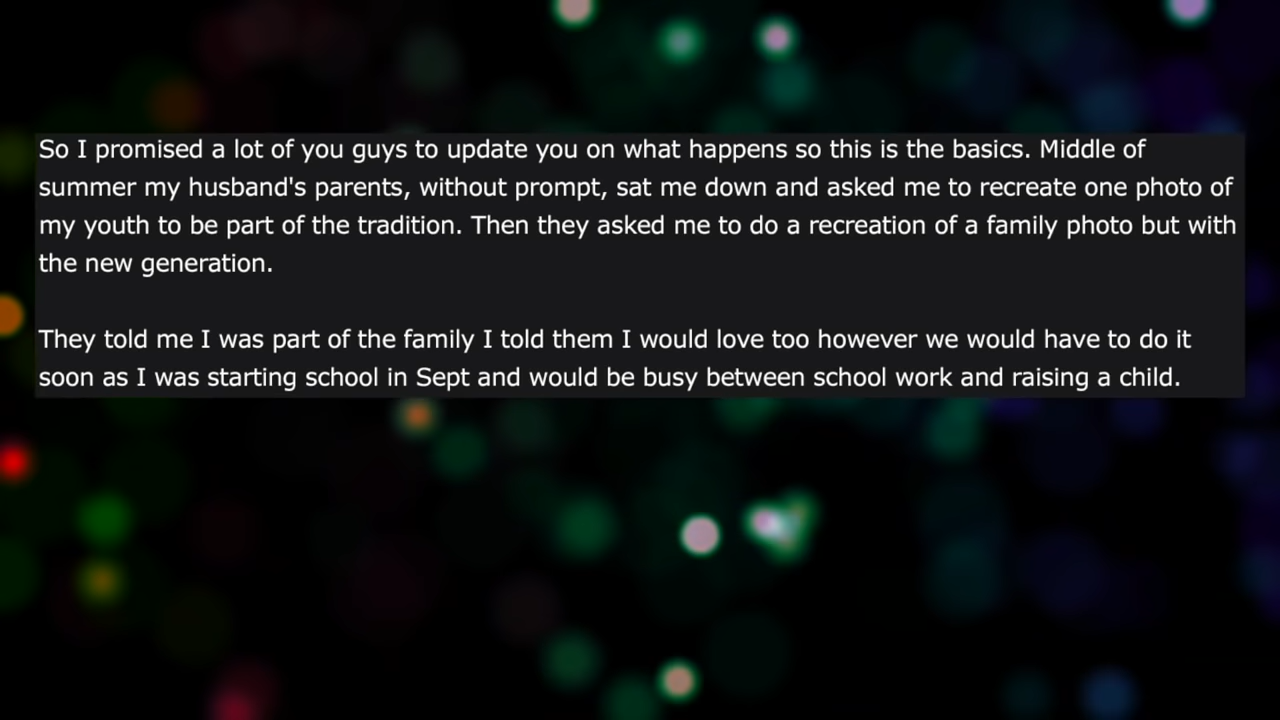 So I promised a lot of you guys to update you on what happens so this is the basics. Middle of
summer my husband's parents, without prompt, sat me down and asked me to recreate one photo of
my youth to be part of the tradition. Then they asked me to do a recreation of a family photo but with
the new generation.
They told me I was part of the family I told them I would love too however we would have to do it
soon as I was starting school in Sept and would be busy between school work and raising a child.